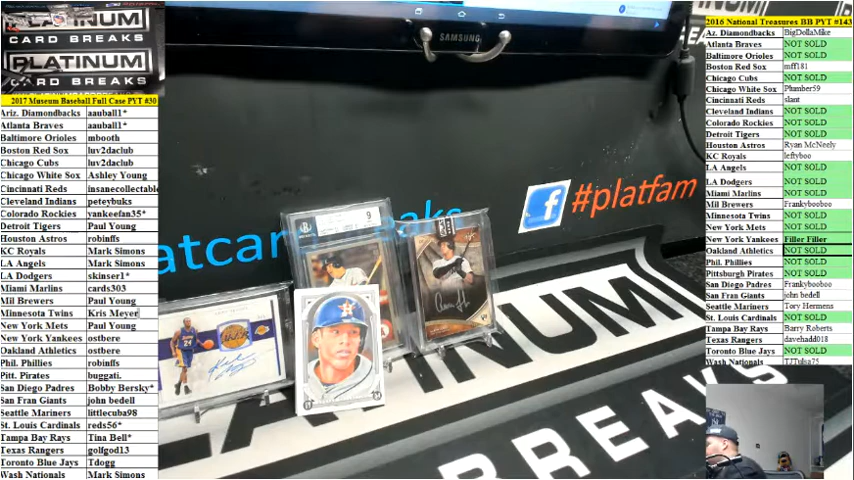 PLATINUM
CARD BREAKS
PLATINUM
CARD BREAKS
2017 Museum Baseball Full Case PYT #30
Ariz. Diamondbacks aauball1*
Atlanta Braves aauball1*
Baltimore Orioles mbooth
Boston Red Sox luv2daclub
Chicago Cubs luv2daclub
Chicago White Sox Ashley Young
Cincinnati Reds insanecollectable
Cleveland Indians peteybuks
Colorado Rockies yankeefan35*
Detroit Tigers Paul Young
Houston Astros robinffs
KC Royals Mark Simons
LA Angels Mark Simons
LA Dodgers skinser1*
Miami Marlins cards303
Mil Brewers Paul Young
Minnesota Twins Kris Meyer
New York Mets Paul Young
New York Yankees ostbere
Oakland Athletics ostbere
Phil. Phillies robinffs
Pitt. Pirates buggati.
San Diego Padres Bobby Bersky*
San Fran Giants john bedell
Seattle Mariners littlecuba98
St. Louis Cardinals reds56*
Tampa Bay Rays Tina Bell*
Texas Rangers golfgod13
Toronto Blue Jays Tdogg
Wash Nationals Mark Simons
SAMSUNG
f #platfam
atcar
eaks
9
24
PLATINUM
BREAKS
2016 National Treasures BB PYT #143
Az. Diamondbacks BigDollaMike
Atlanta Braves NOT SOLD
Baltimore Orioles NOT SOLD
Boston Red Sox mff181
Chicago Cubs NOT SOLD
Chicago White Sox Plumber59
Cincinnati Reds slant
Cleveland Indians NOT SOLD
Colorado Rockies NOT SOLD
Detroit Tigers NOT SOLD
Houston Astros Ryan McNeely
KC Royals leftyboo
LA Angels NOT SOLD
LA Dodgers NOT SOLD
Miami Marlins NOT SOLD
Mil Brewers Frankybooboo
Minnesota Twins NOT SOLD
New York Mets NOT SOLD
New York Yankees Filler Filler
Oakland Athletics NOT SOLD
Phil. Phillies NOT SOLD
Pittsburg Pirates NOT SOLD
San Diego Padres Frankybooboo
San Fran Giants john bedell
Seattle Mariners Tory Hermens
St. Louis Cardinals NOT SOLD
Tampa Bay Rays Barry Roberts
Texas Rangers davehadd018
Toronto Blue Jays NOT SOLD
Wash Nationals TJTulsa75